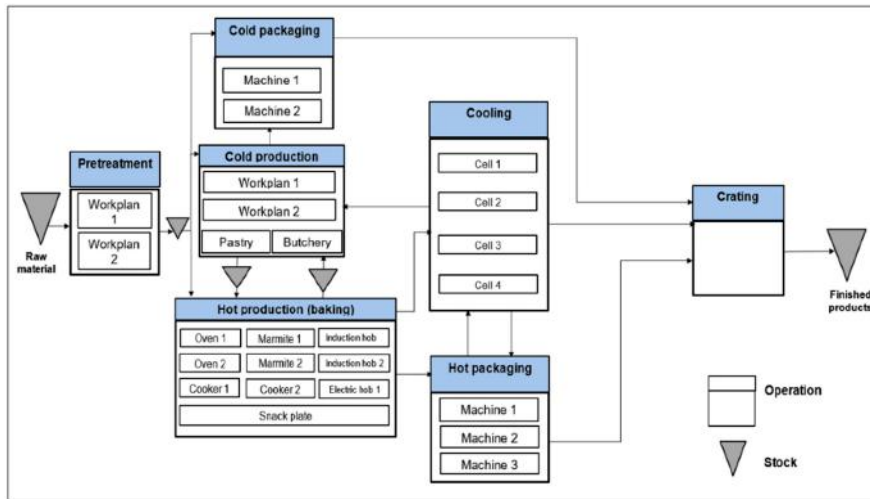 Cold packaging
Machine 1
Machine 2
Pretreatment
Workplan
1
Workplan
2
Raw
material
Cold production
Workplan 1
Workplan 2
Pastry
Butchery
Hot production (baking)
Oven 1
Marmite 1
Induction hob
Oven 2
Marmite 2
Induction hob 2
Cooker 1
Cooker 2
Electric hob 1
Snack plate
Cooling
Cell 1
Cell 2
Cell 3
Cell 4
Hot packaging
Machine 1
Machine 2
Machine 3
Crating
Finished
products
Operation
Stock